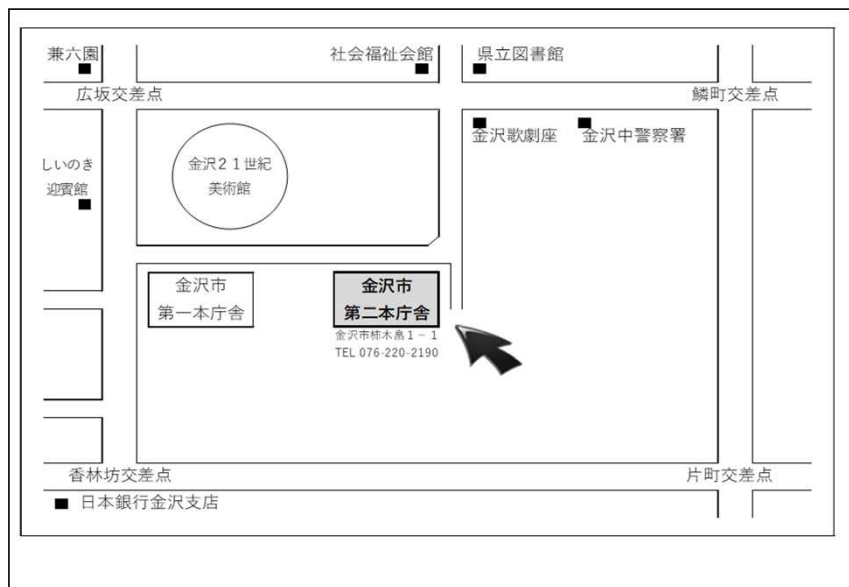 兼六園
社会福祉会館
県立図書館
広坂交差点
鱗町交差点
金沢歌劇座
金沢中警察署
しいのき
迎賓館
金沢21世紀
美術館
金沢市
第一本庁舎
金沢市
第二本庁舎
金沢市柿木畠1-1
TEL 076-220-2190
香林坊交差点
片町交差点
日本銀行金沢支店